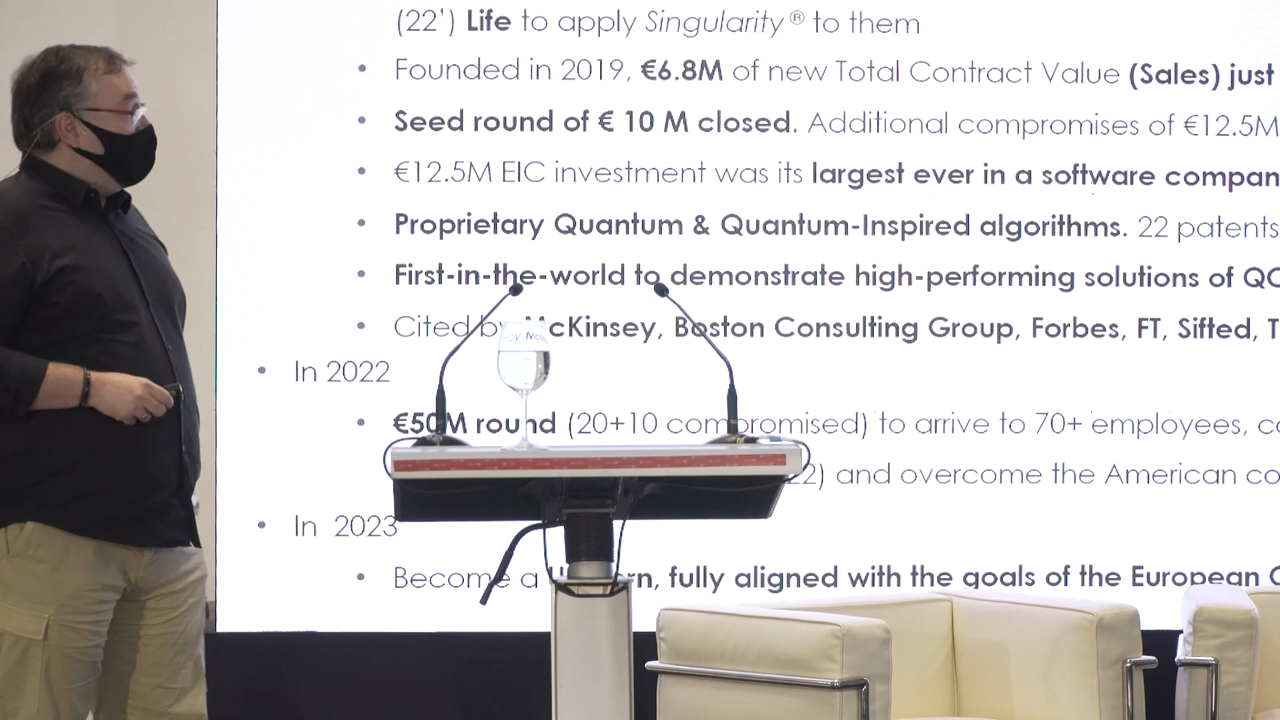 (22') Life to apply Singularity ® to them
• Founded in 2019, €6.8M of new Total Contract Value (Sales) just
• Seed round of € 10 M closed. Additional compromises of €12.5M
• €12.5M EIC investment was its largest ever in a software compan
• Proprietary Quantum & Quantum-Inspired algorithms. 22 patents
• First-in-the-world to demonstrate high-performing solutions of QC
• Cited by McKinsey, Boston Consulting Group, Forbes, FT, Sifted, T
• In 2022
• €50M round (20+10 compromised) to arrive to 70+ employees, co
22) and overcome the American co
• In 2023
• Become a rn, fully aligned with the goals of the European C